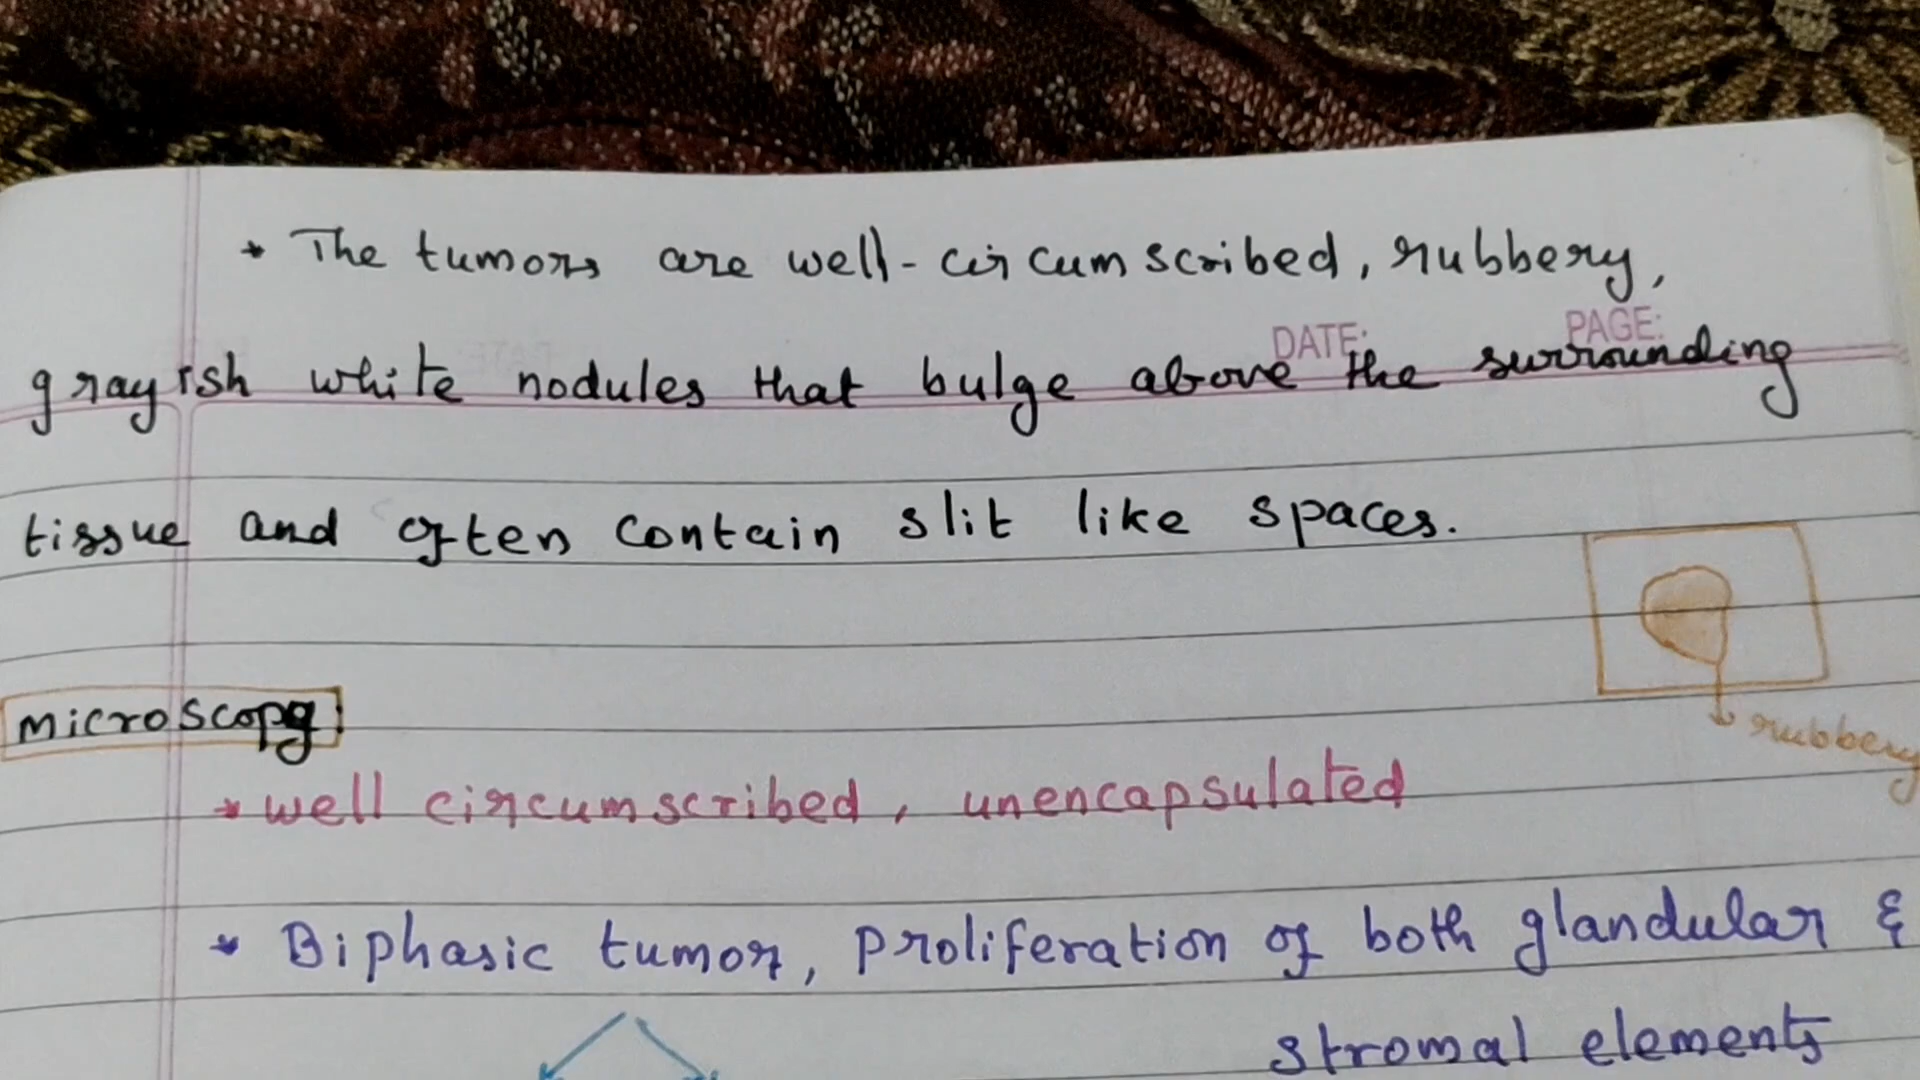 * The tumors are well-circumscribed, rubbery,
DATE: PAGE:
grayish white nodules that bulge above the surrounding
tissue and often contain slit like spaces.
rubbery
Microscopy:
* well circumscribed, unencapsulated
* Biphasic tumor, proliferation of both glandular &
stromal elements